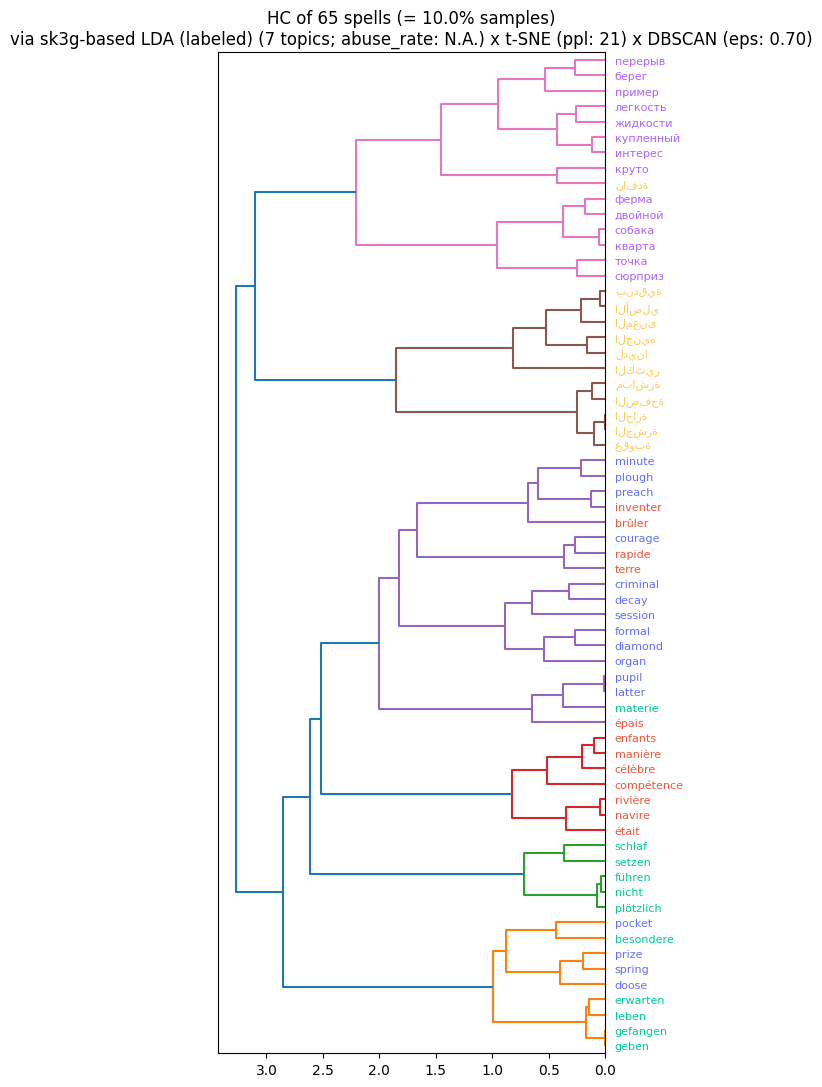 HC of 65 spells (= 10.0% samples)
via sk3g-based LDA (labeled) (7 topics; abuse_rate: N.A.) x t-SNE (ppl: 21) x DBSCAN (eps: 0.70)
перерыв
берег
пример
легкость
жидкости
купленный
интерес
круто
نافذة
ферма
двойной
собака
кварта
точка
сюрприз
بندقية
الأصلي
المعنى
الجنيه
لدينا
الكثير
مباشرة
الصفحة
الحارة
الحشرة
عقوبة
minute
plough
preach
inventer
brûler
courage
rapide
terre
criminal
decay
session
formal
diamond
organ
pupil
latter
materie
épais
enfants
manière
célèbre
compétence
rivière
navire
était
schlaf
setzen
führen
nicht
plötzlich
pocket
besondere
prize
spring
doose
erwarten
leben
gefangen
geben
3.0 2.5 2.0 1.5 1.0 0.5 0.0